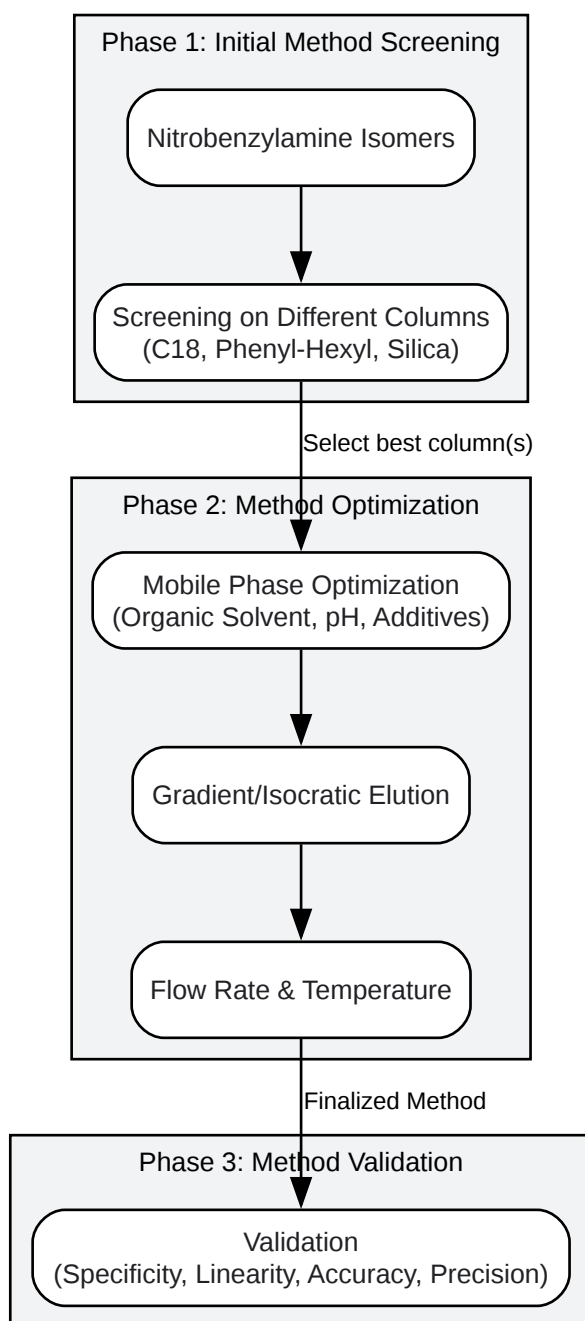 Phase 1: Initial Method Screening
Nitrobenzylamine Isomers
Screening on Different Columns
(C18, Phenyl-Hexyl, Silica)
Select best column(s)
Phase 2: Method Optimization
Mobile Phase Optimization
(Organic Solvent, pH, Additives)
Gradient/Isocratic Elution
Flow Rate & Temperature
Finalized Method
Phase 3: Method Validation
Validation
(Specificity, Linearity, Accuracy, Precision)